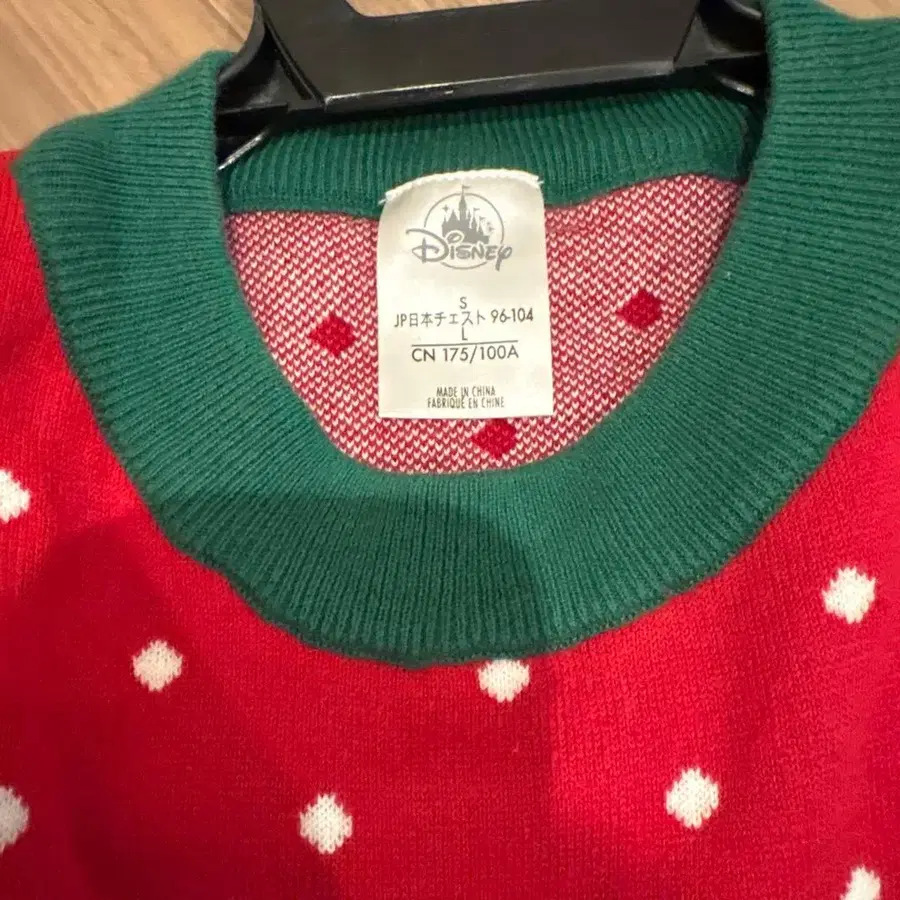 Disney
S
JP日本チェスト 96-104
L
CN 175/100A
MADE IN CHINA
FABRIQUÉ EN CHINE